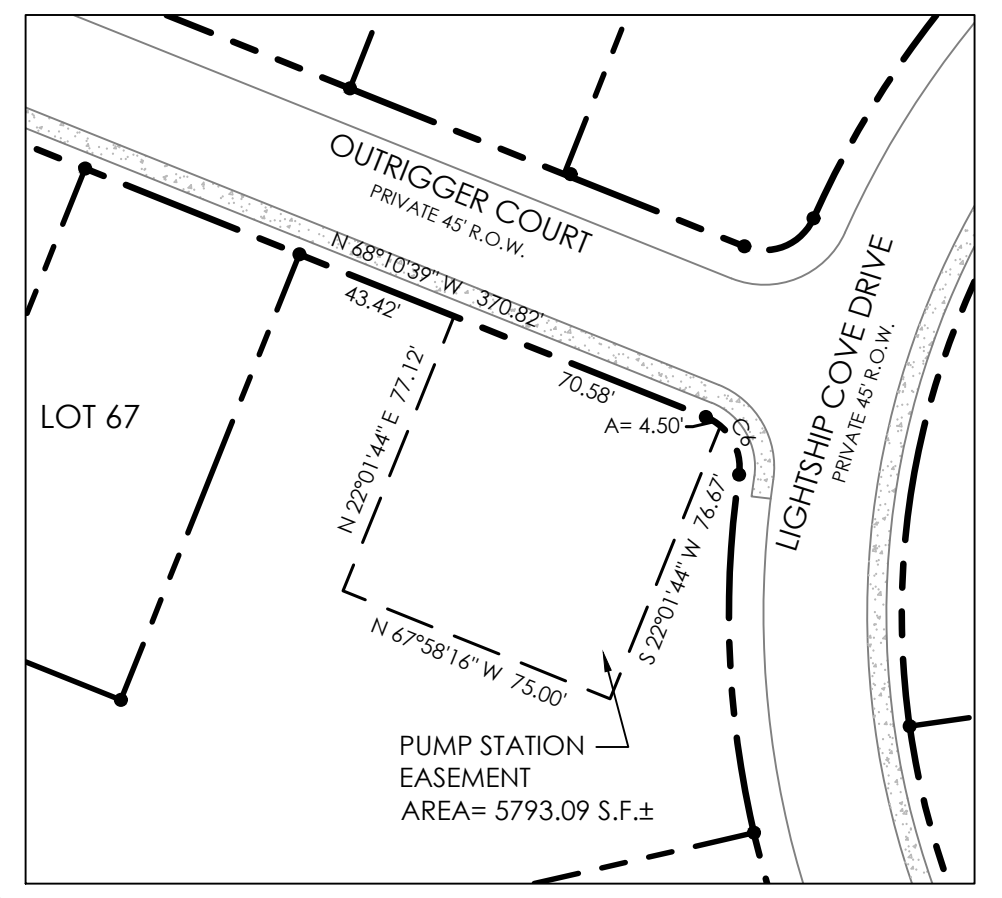 OUTRIGGER COURT
PRIVATE 45' R.O.W.
N 68°10'39" W 370.82'
43.42'
70.58'
A= 4.50'
C6
LIGHTSHIP COVE DRIVE
PRIVATE 45' R.O.W.
LOT 67
N 22°01'44" E 77.12'
S 22°01'44" W 76.67'
N 67°58'16" W 75.00'
PUMP STATION
EASEMENT
AREA= 5793.09 S.F.±